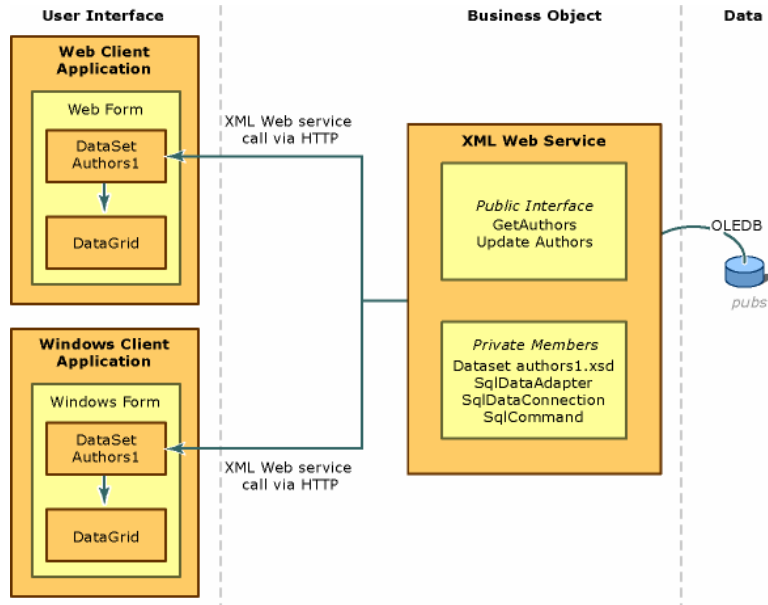 User Interface
Business Object
Data
Web Client
Application
Web Form
DataSet
Authors1
DataGrid
XML Web service
call via HTTP
XML Web Service
Public Interface
GetAuthors
Update Authors
OLEDB
pubs
Private Members
Dataset authors1.xsd
SqlDataAdapter
SqlDataConnection
SqlCommand
Windows Client
Application
Windows Form
DataSet
Authors1
DataGrid
XML Web service
call via HTTP